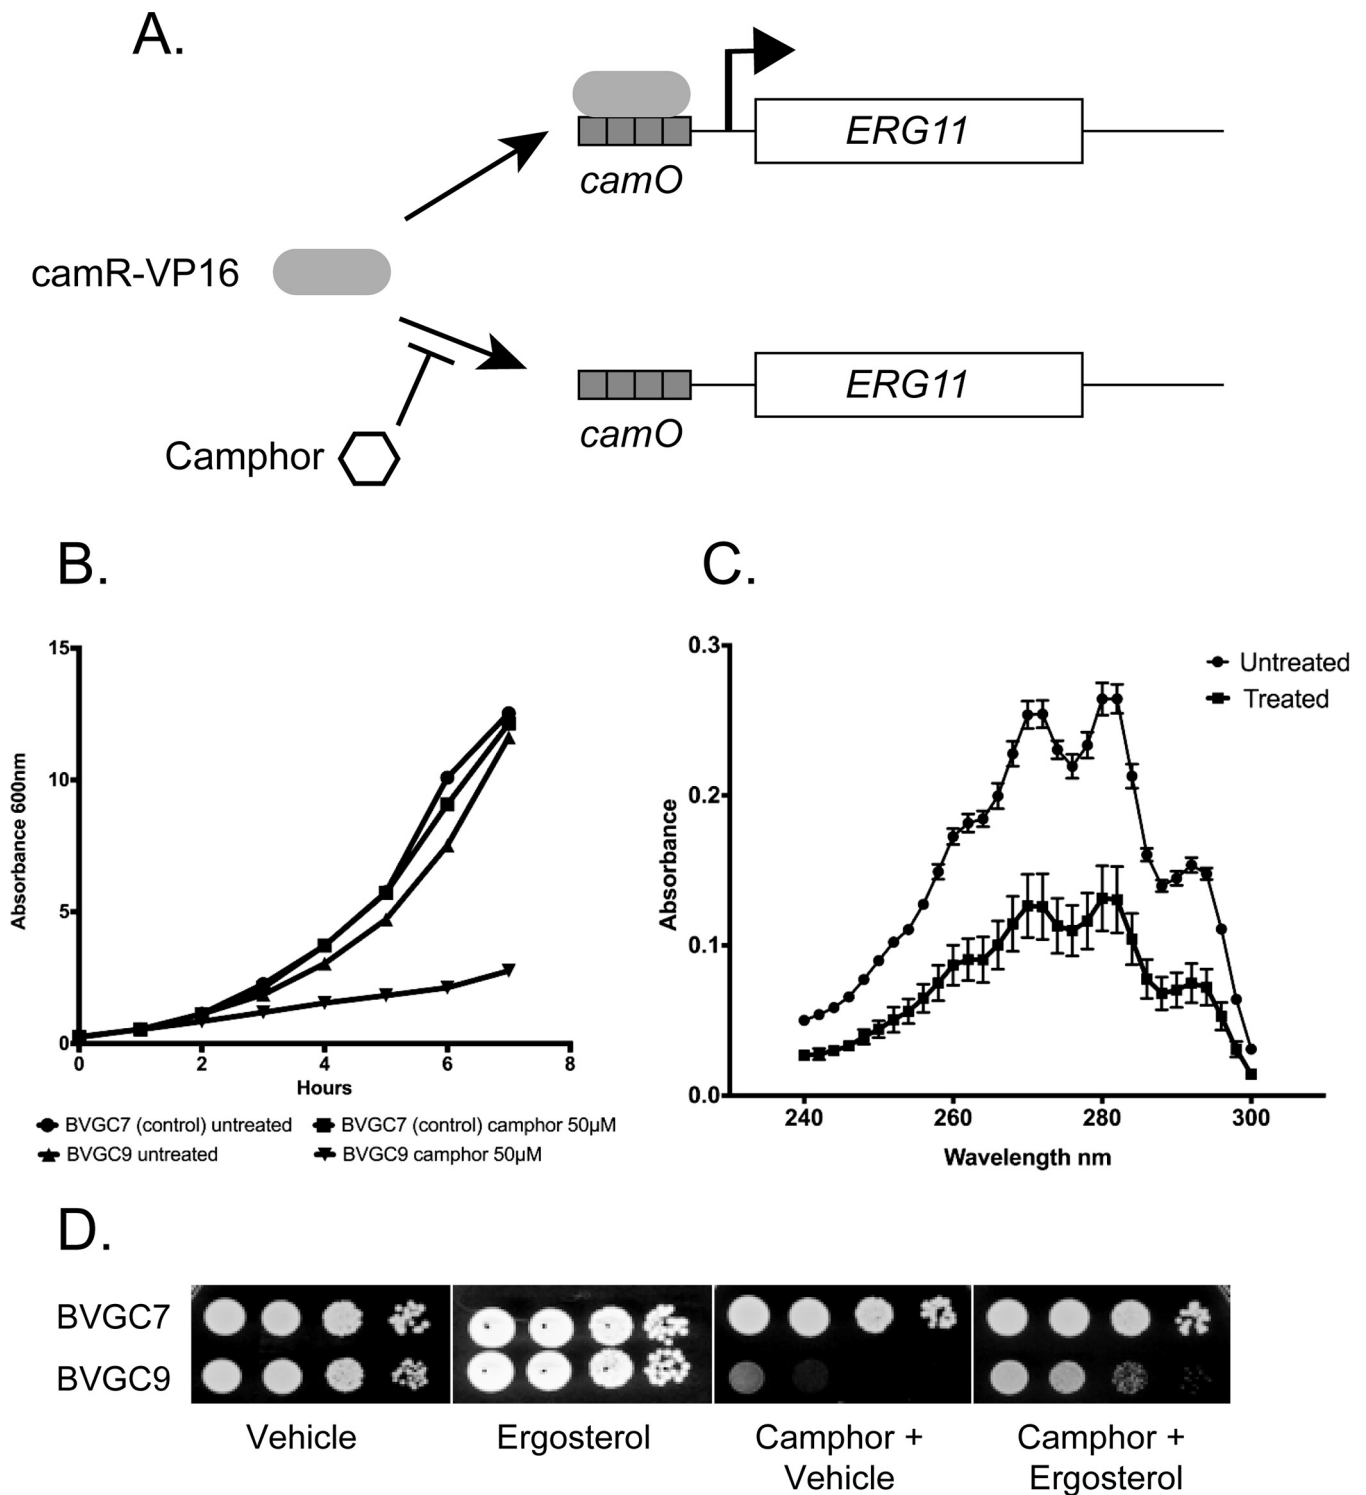 A.
ERG11
camO
camR-VP16
ERG11
camO
Camphor
B.
C.
15
10
5
0
Absorbance 600nm
0 2 4 6 8
Hours
BVGC7 (control) untreated
BVGC7 (control) camphor 50µM
BVGC9 untreated
BVGC9 camphor 50µM
0.3
0.2
0.1
0.0
Absorbance
Untreated
Treated
240 260 280 300
Wavelength nm
D.
BVGC7
BVGC9
Vehicle
Ergosterol
Camphor +
Vehicle
Camphor +
Ergosterol